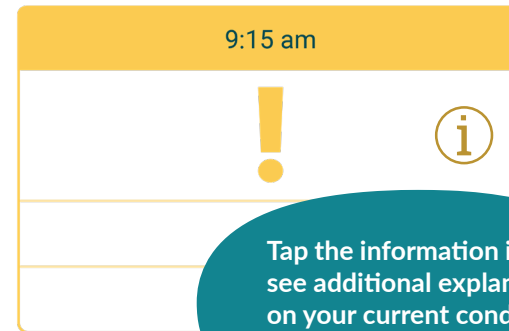 9:15 am
!
i
Tap the information i
see additional explan
on your current cond